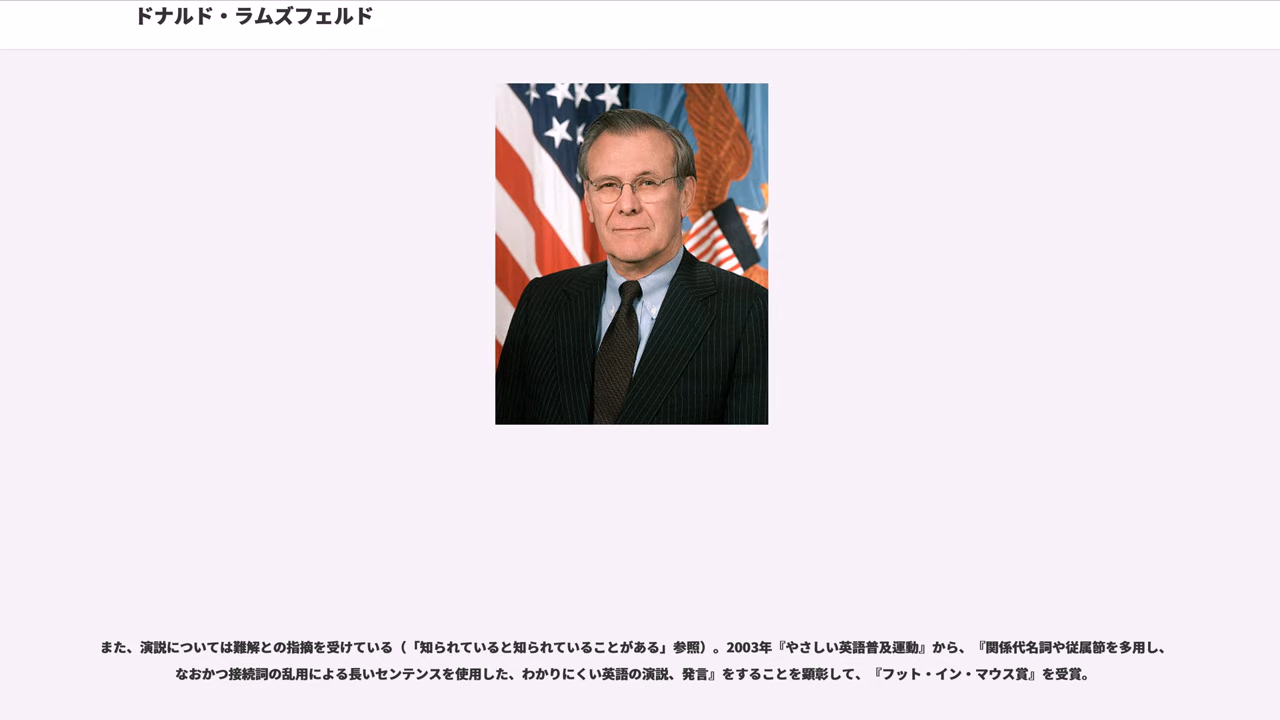 ドナルド・ラムズフェルド
また、演説については難解との指摘を受けている（「知られていると知られていることがある」参照）。2003年『やさしい英語普及運動』から、『関係代名詞や従属節を多用し、
なおかつ接続詞の乱用による長いセンテンスを使用した、わかりにくい英語の演説、発言』をすることを顕彰して、『フット・イン・マウス賞』を受賞。